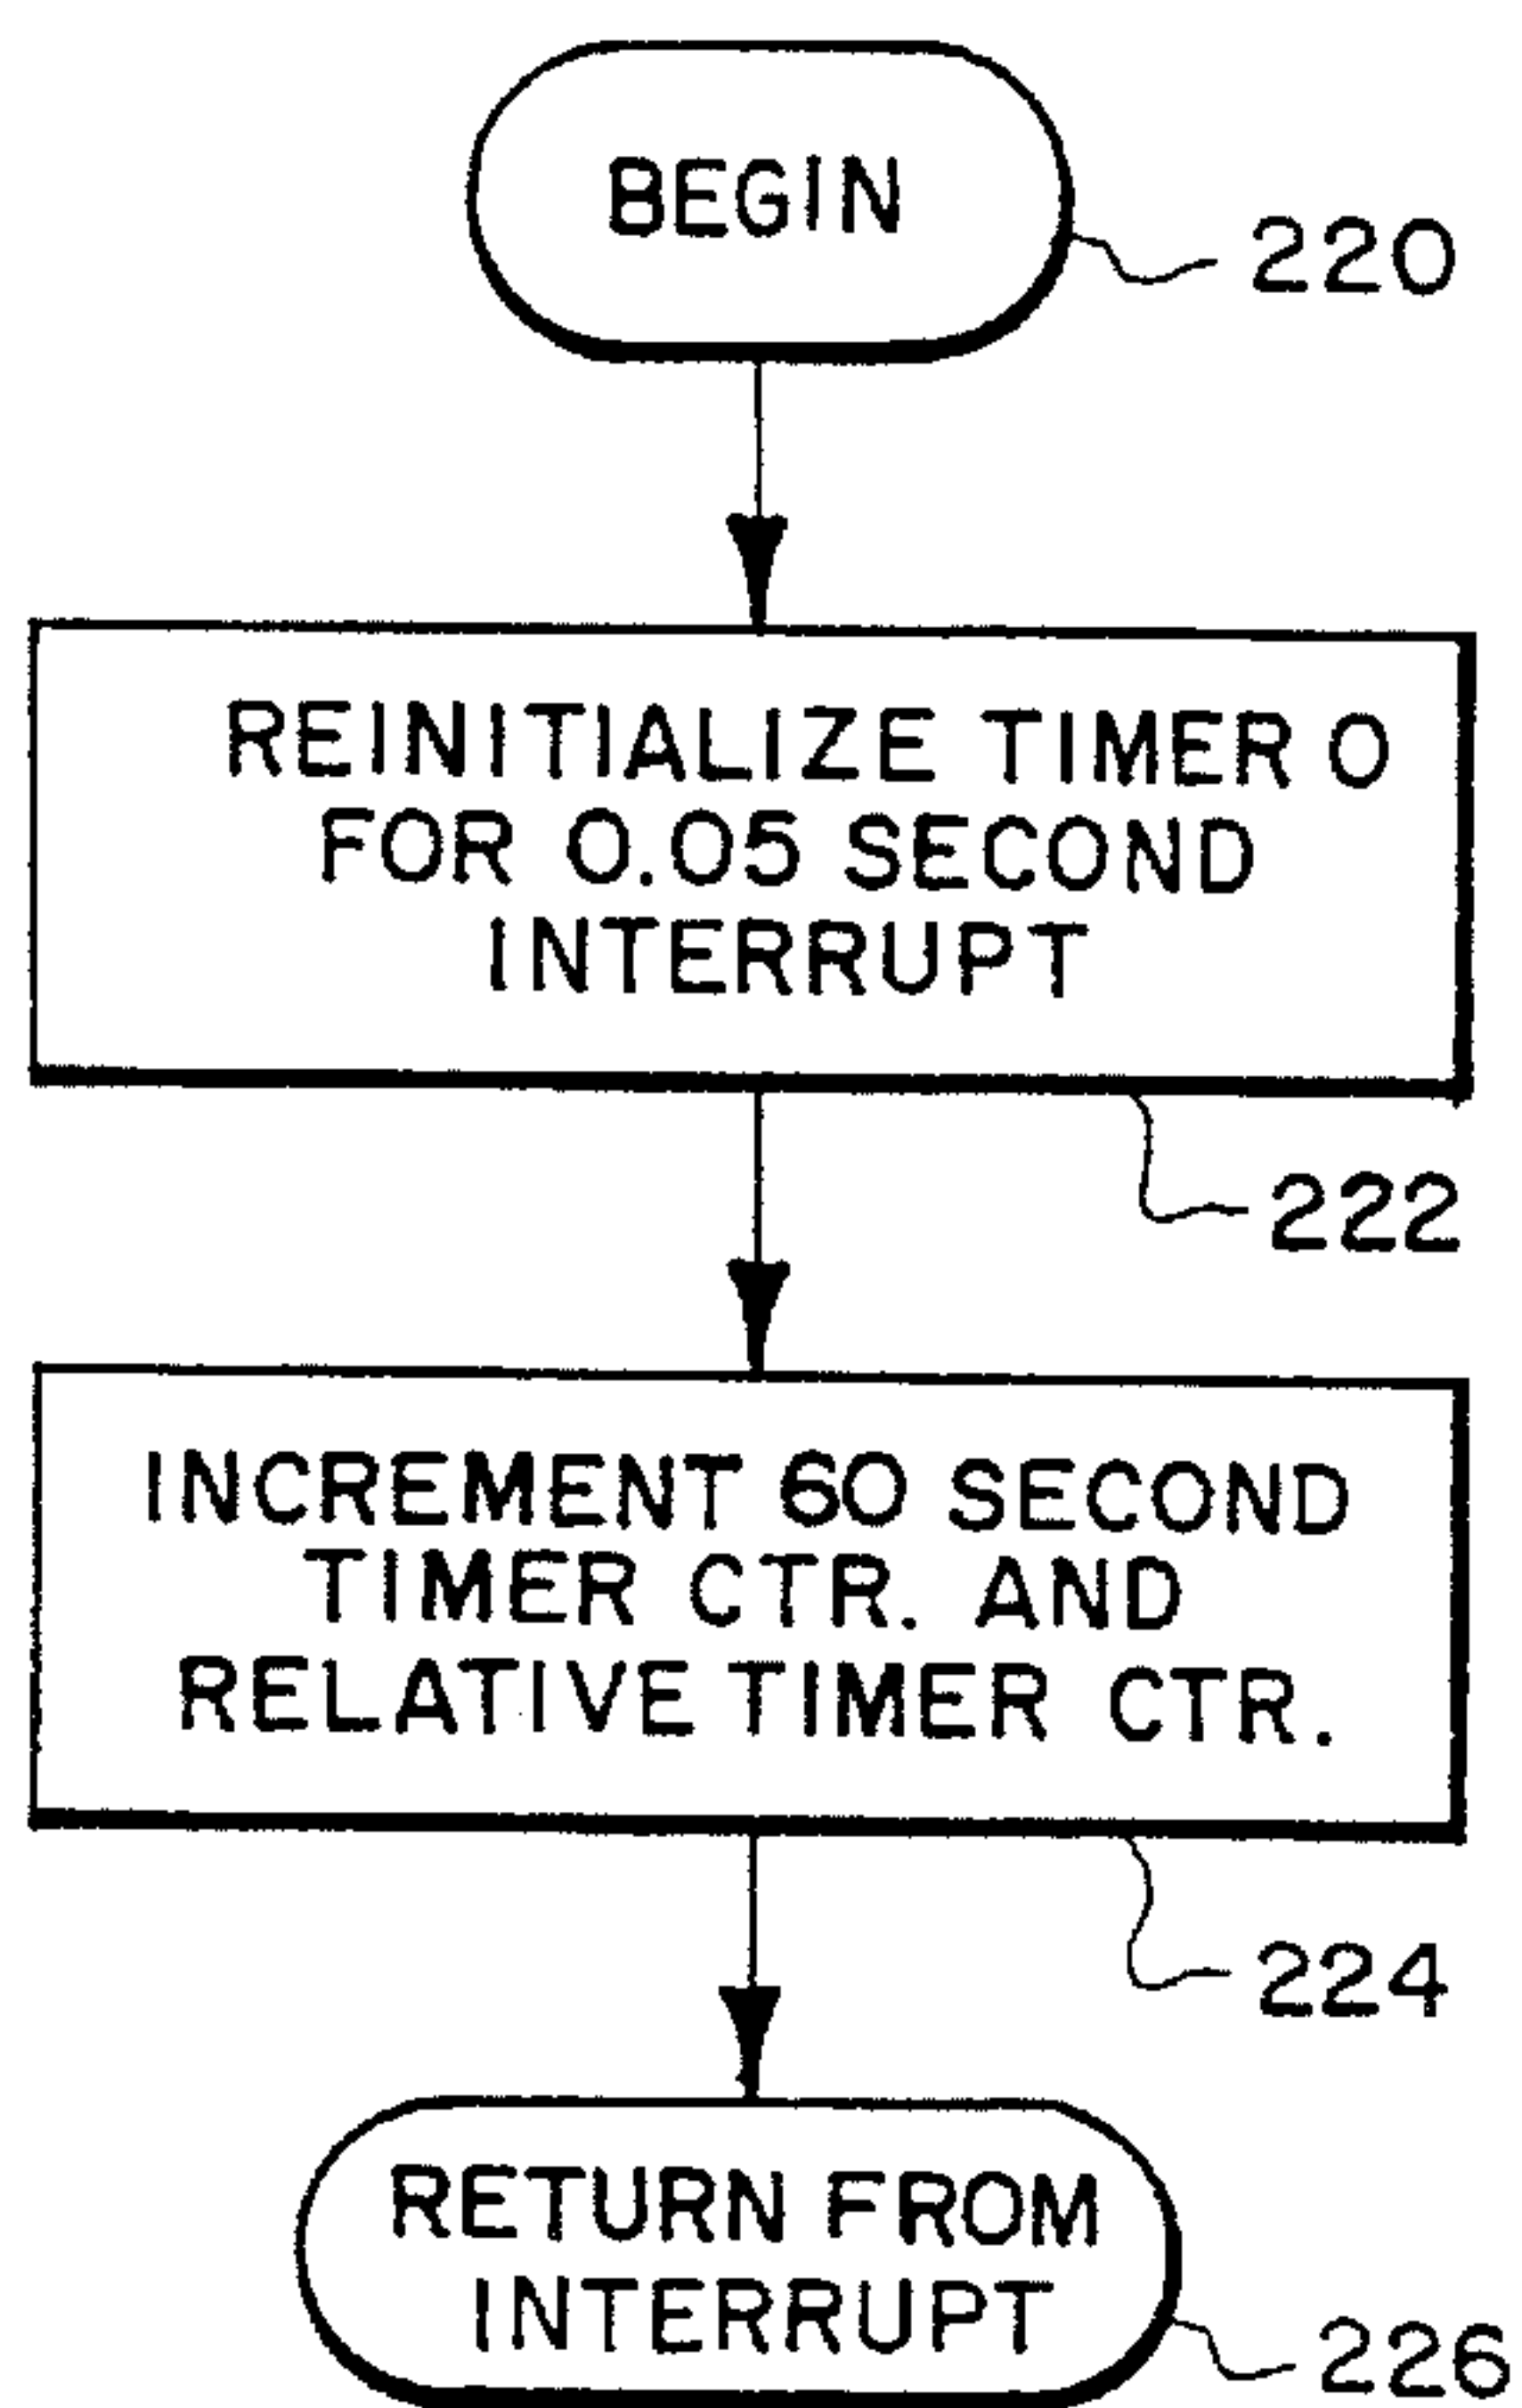 BEGIN
220
REINITIALIZE TIMER 0
FOR 0.05 SECOND
INTERRUPT
222
INCREMENT 60 SECOND
TIMER CTR. AND
RELATIVE TIMER CTR.
224
RETURN FROM
INTERRUPT
226